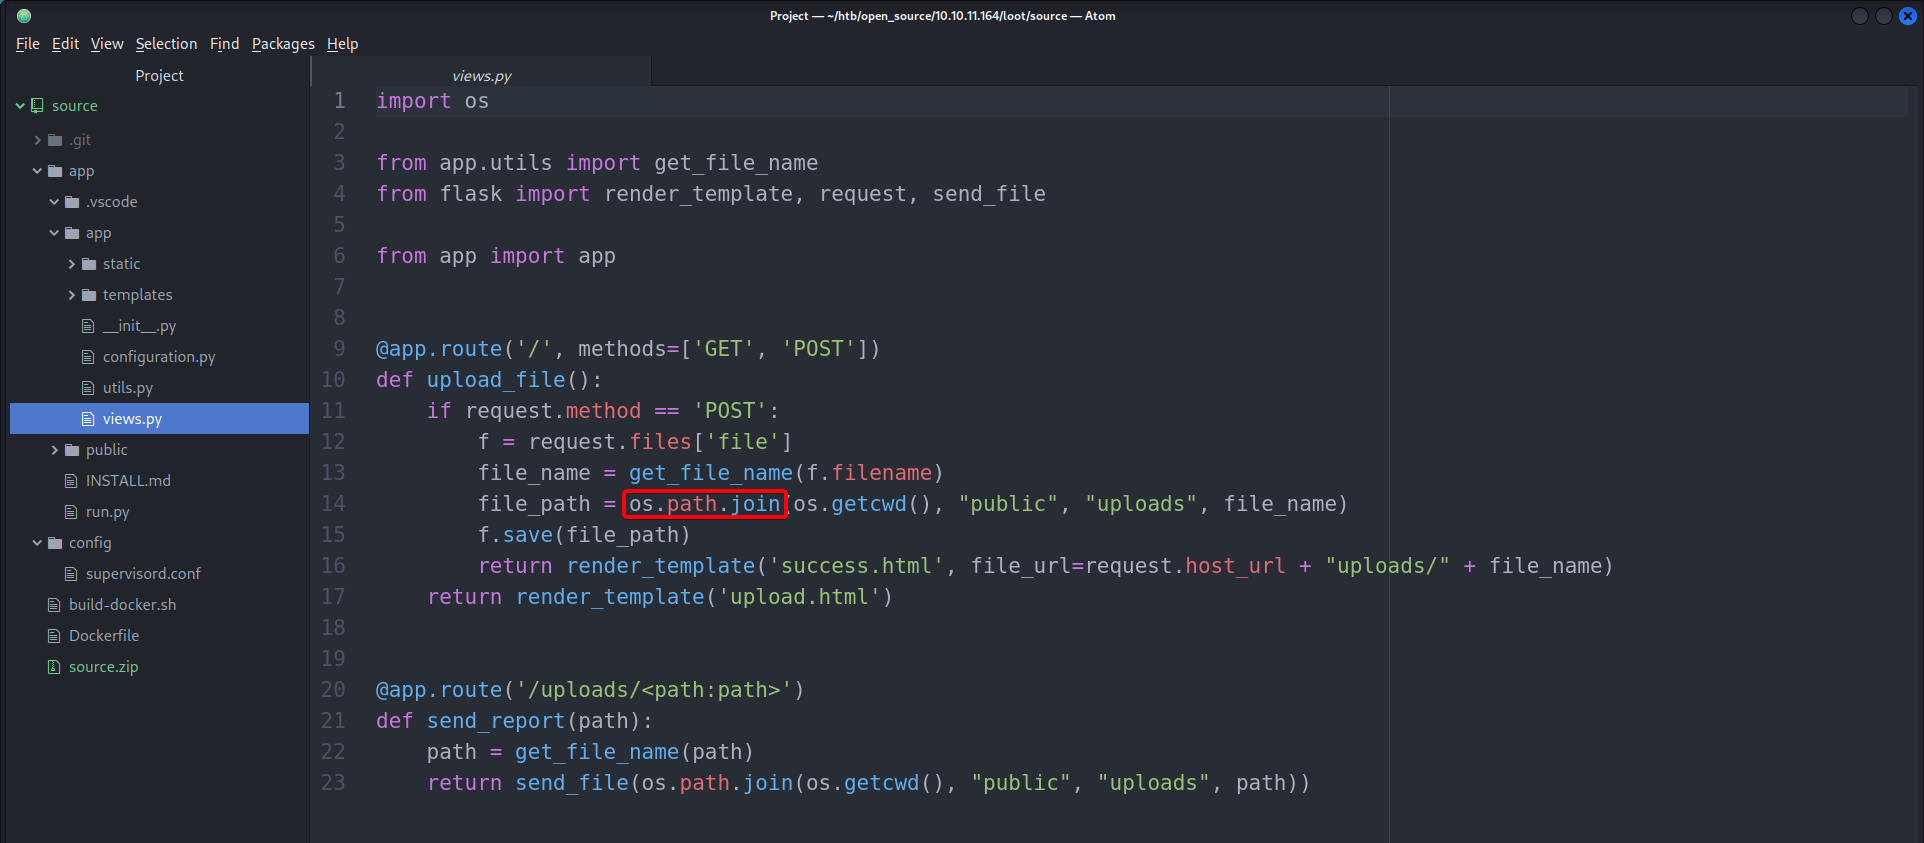 Project — ~/htb/open_source/10.10.11.164/loot/source — Atom
File Edit View Selection Find Packages Help
Project
source
.git
app
.vscode
app
static
templates
__init__.py
configuration.py
utils.py
views.py
public
INSTALL.md
run.py
config
supervisord.conf
build-docker.sh
Dockerfile
source.zip
views.py
1 import os
2
3 from app.utils import get_file_name
4 from flask import render_template, request, send_file
5
6 from app import app
7
8
9 @app.route('/', methods=['GET', 'POST'])
10 def upload_file():
11     if request.method == 'POST':
12         f = request.files['file']
13         file_name = get_file_name(f.filename)
14         file_path = os.path.join(os.getcwd(), "public", "uploads", file_name)
15         f.save(file_path)
16         return render_template('success.html', file_url=request.host_url + "uploads/" + file_name)
17     return render_template('upload.html')
18
19
20 @app.route('/uploads/<path:path>')
21 def send_report(path):
22     path = get_file_name(path)
23     return send_file(os.path.join(os.getcwd(), "public", "uploads", path))